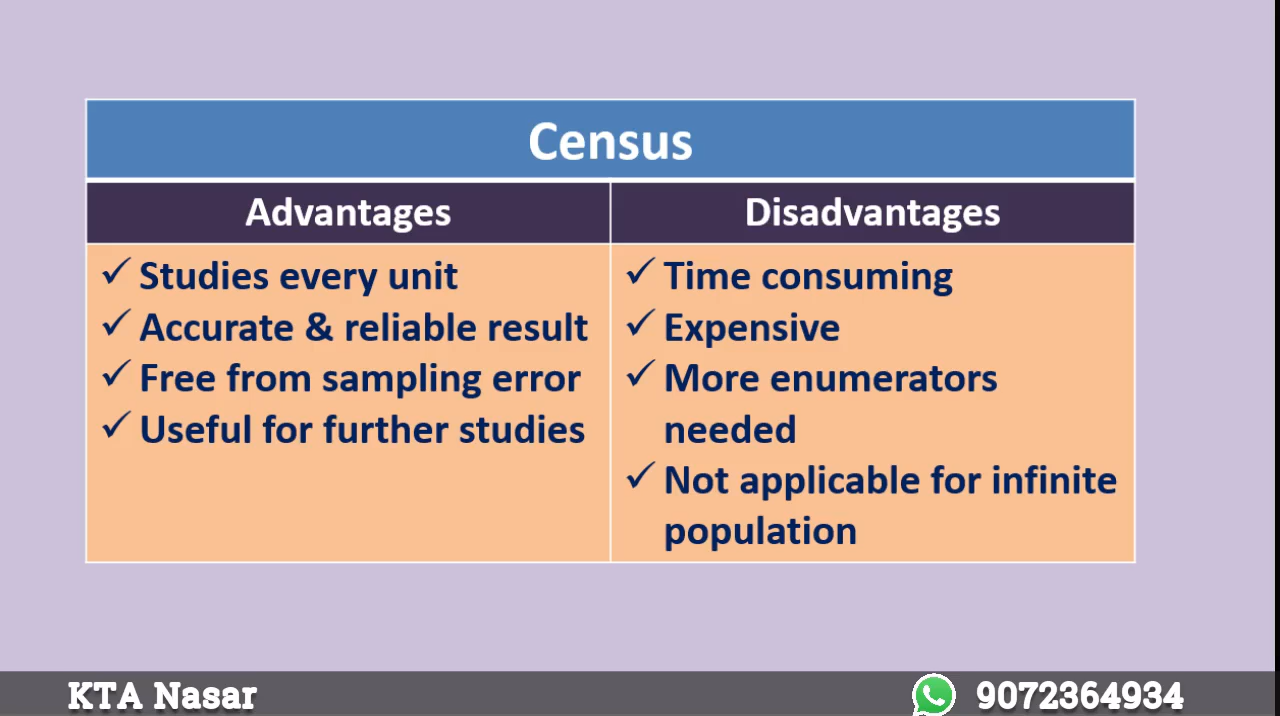 Census
Advantages
Disadvantages
✓ Studies every unit
✓ Accurate & reliable result
✓ Free from sampling error
✓ Useful for further studies
✓ Time consuming
✓ Expensive
✓ More enumerators
needed
✓ Not applicable for infinite
population
KTA Nasar
9072364934